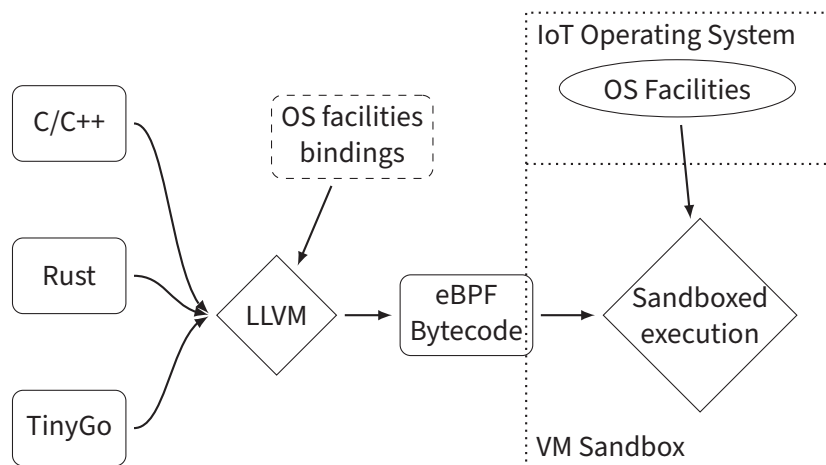 IoT Operating System
OS Facilities
C/C++
OS facilities
bindings
Rust
LLVM
eBPF
Bytecode
Sandboxed
execution
TinyGo
VM Sandbox